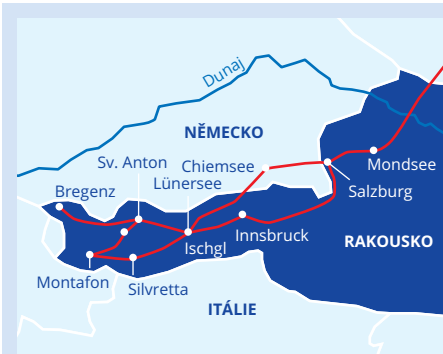 Dunaj
NĚMECKO
Sv. Anton
Chiemsee
Mondsee
Lünersee
Bregenz
Salzburg
Innsbruck
RAKOUSKO
Ischgl
Montafon
Silvretta
ITÁLIE